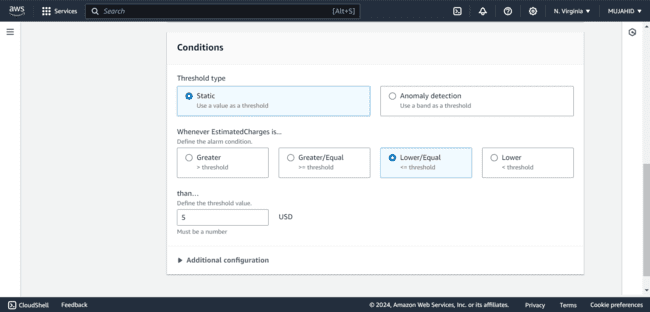 aws
Services
Search
[Alt+S]
N. Virginia
MUJAHID
Conditions
Threshold type
Static
Use a value as a threshold
Anomaly detection
Use a band as a threshold
Whenever EstimatedCharges is...
Define the alarm condition.
Greater
> threshold
Greater/Equal
>= threshold
Lower/Equal
<= threshold
Lower
< threshold
than...
Define the threshold value.
5
USD
Must be a number
Additional configuration
CloudShell
Feedback
© 2024, Amazon Web Services, Inc. or its affiliates.
Privacy
Terms
Cookie preferences